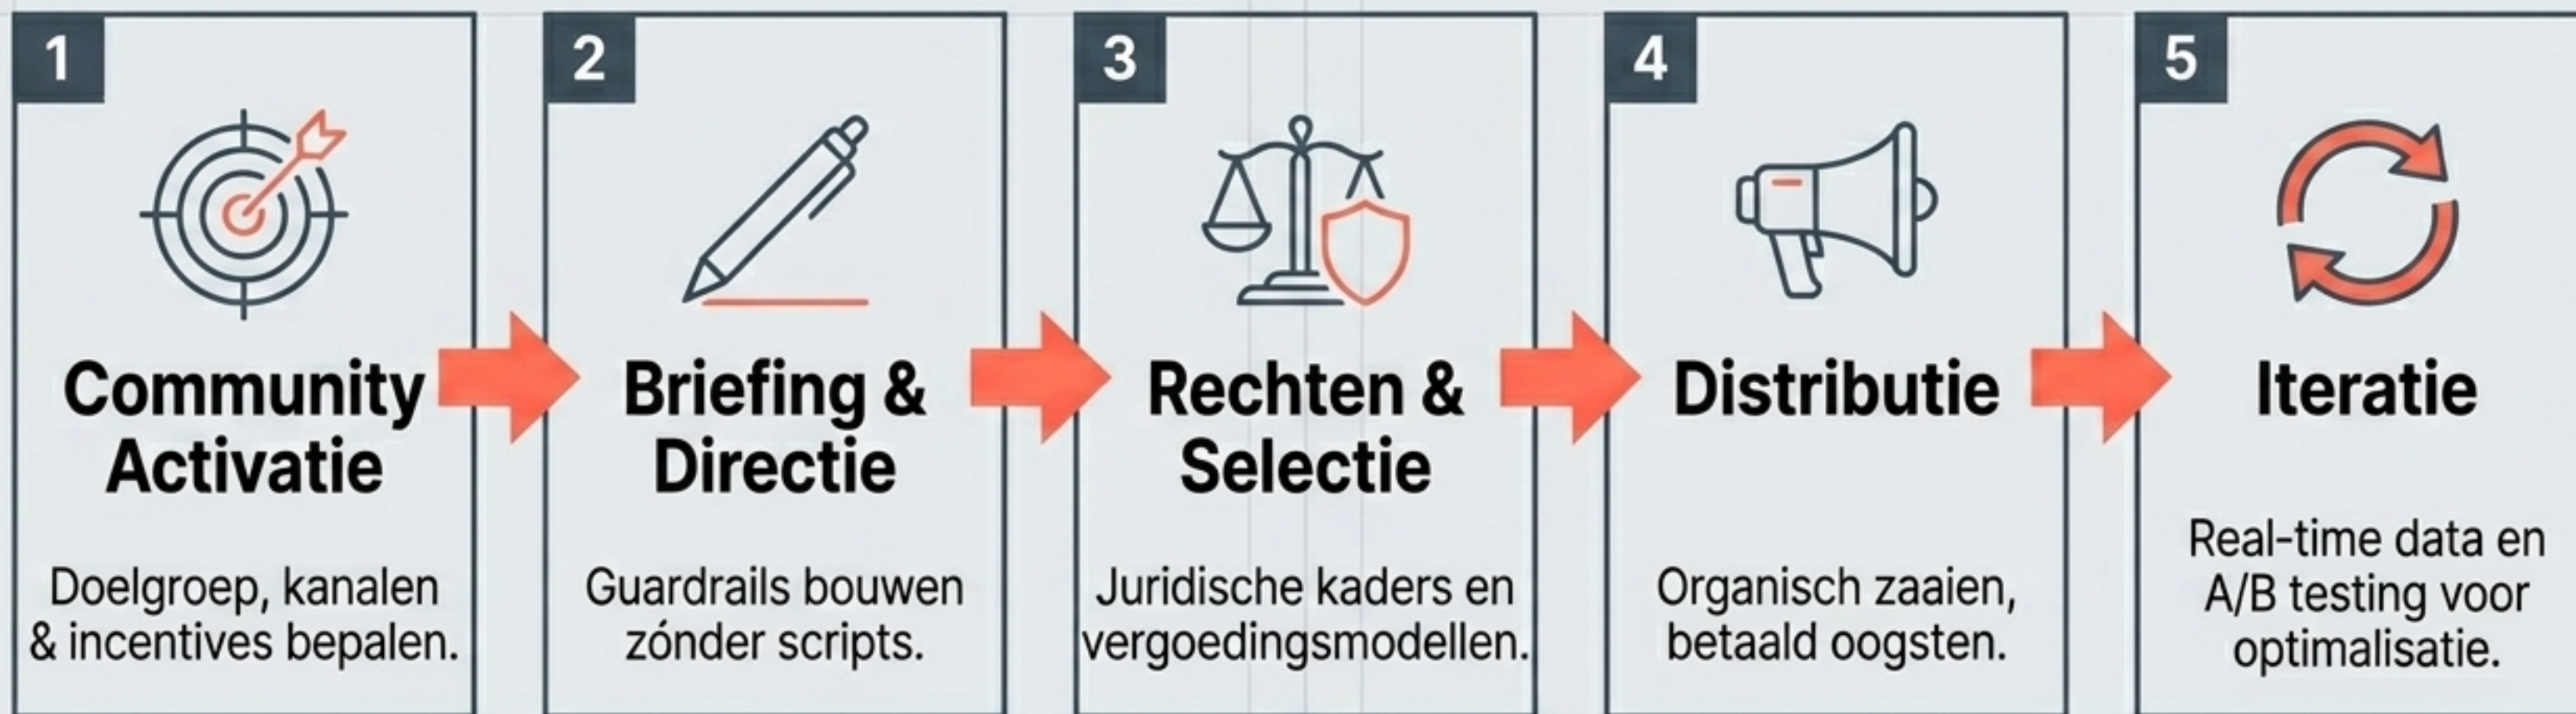 1
Community
Activatie
Doelgroep, kanalen
& incentives bepalen.
2
Briefing &
Directie
Guardrails bouwen
zónder scripts.
3
Rechten &
Selectie
Juridische kaders en
vergoedingsmodellen.
4
Distributie
Organisch zaaien,
betaald oogsten.
5
Iteratie
Real-time data en
A/B testing voor
optimalisatie.